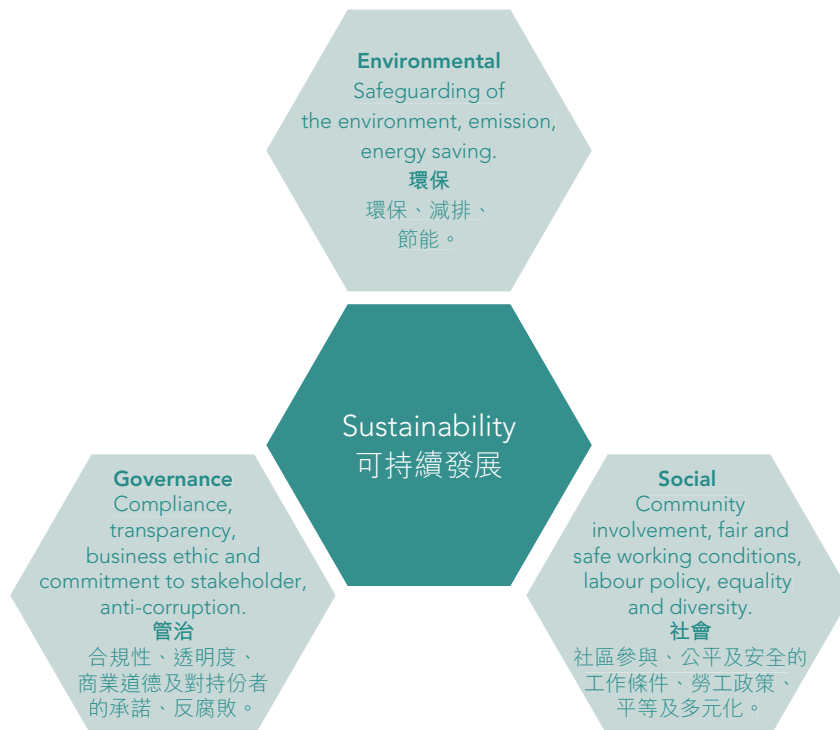 Environmental
Safeguarding of
the environment, emission,
energy saving.
環保
環保、減排、
節能。
Sustainability
可持續發展
Governance
Compliance,
transparency,
business ethic and
commitment to stakeholder,
anti-corruption.
管治
合規性、透明度、
商業道德及對持份者
的承諾、反腐敗。
Social
Community
involvement, fair and
safe working conditions,
labour policy, equality
and diversity.
社會
社區參與、公平及安全的
工作條件、勞工政策、
平等及多元化。